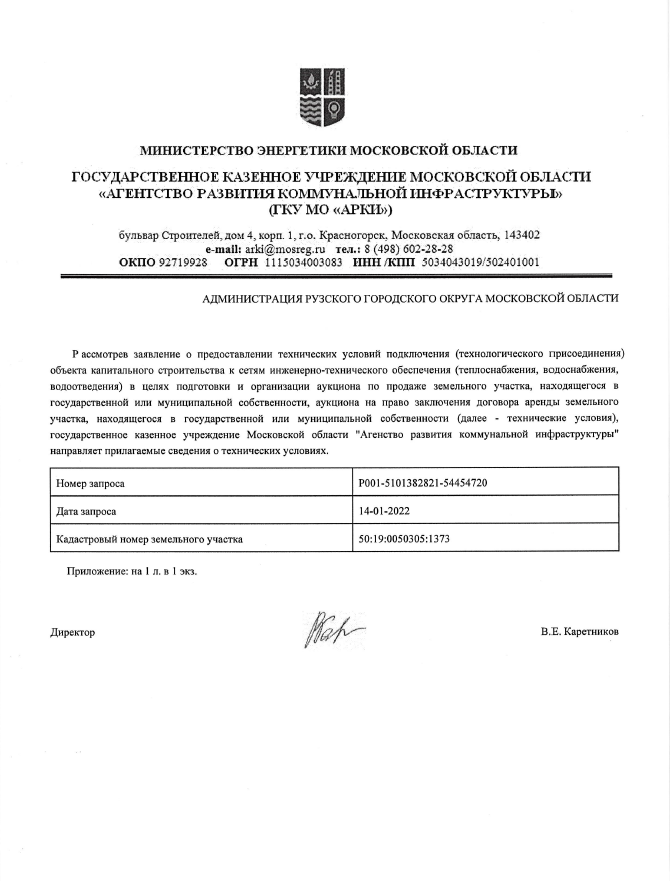 МИНИСТЕРСТВО ЭНЕРГЕТИКИ МОСКОВСКОЙ ОБЛАСТИ
ГОСУДАРСТВЕННОЕ КАЗЕННОЕ УЧРЕЖДЕНИЕ МОСКОВСКОЙ ОБЛАСТИ
«АГЕНТСТВО РАЗВИТИЯ КОММУНАЛЬНОЙ ИНФРАСТРУКТУРЫ»
(ГКУ МО «АРКИ»)
бульвар Строителей, дом 4, корп. 1, г.о. Красногорск, Московская область, 143402
e-mail: arki@mosreg.ru тел.: 8 (498) 602-28-28
ОКПО 92719928 ОГРН 1115034003083 ИНН /КПП 5034043019/502401001
АДМИНИСТРАЦИЯ РУЗСКОГО ГОРОДСКОГО ОКРУГА МОСКОВСКОЙ ОБЛАСТИ
Рассмотрев заявление о предоставлении технических условий подключения (технологического присоединения)
объекта капитального строительства к сетям инженерно-технического обеспечения (теплоснабжения, водоснабжения,
водоотведения) в целях подготовки и организации аукциона по продаже земельного участка, находящегося в
государственной или муниципальной собственности, аукциона на право заключения договора аренды земельного
участка, находящегося в государственной или муниципальной собственности (далее - технические условия),
государственное казенное учреждение Московской области "Агенство развития коммунальной инфраструктуры"
направляет прилагаемые сведения о технических условиях.
Номер запроса P001-5101382821-54454720
Дата запроса 14-01-2022
Кадастровый номер земельного участка 50:19:0050305:1373
Приложение: на 1 л. в 1 экз.
Директор В.Е. Каретников